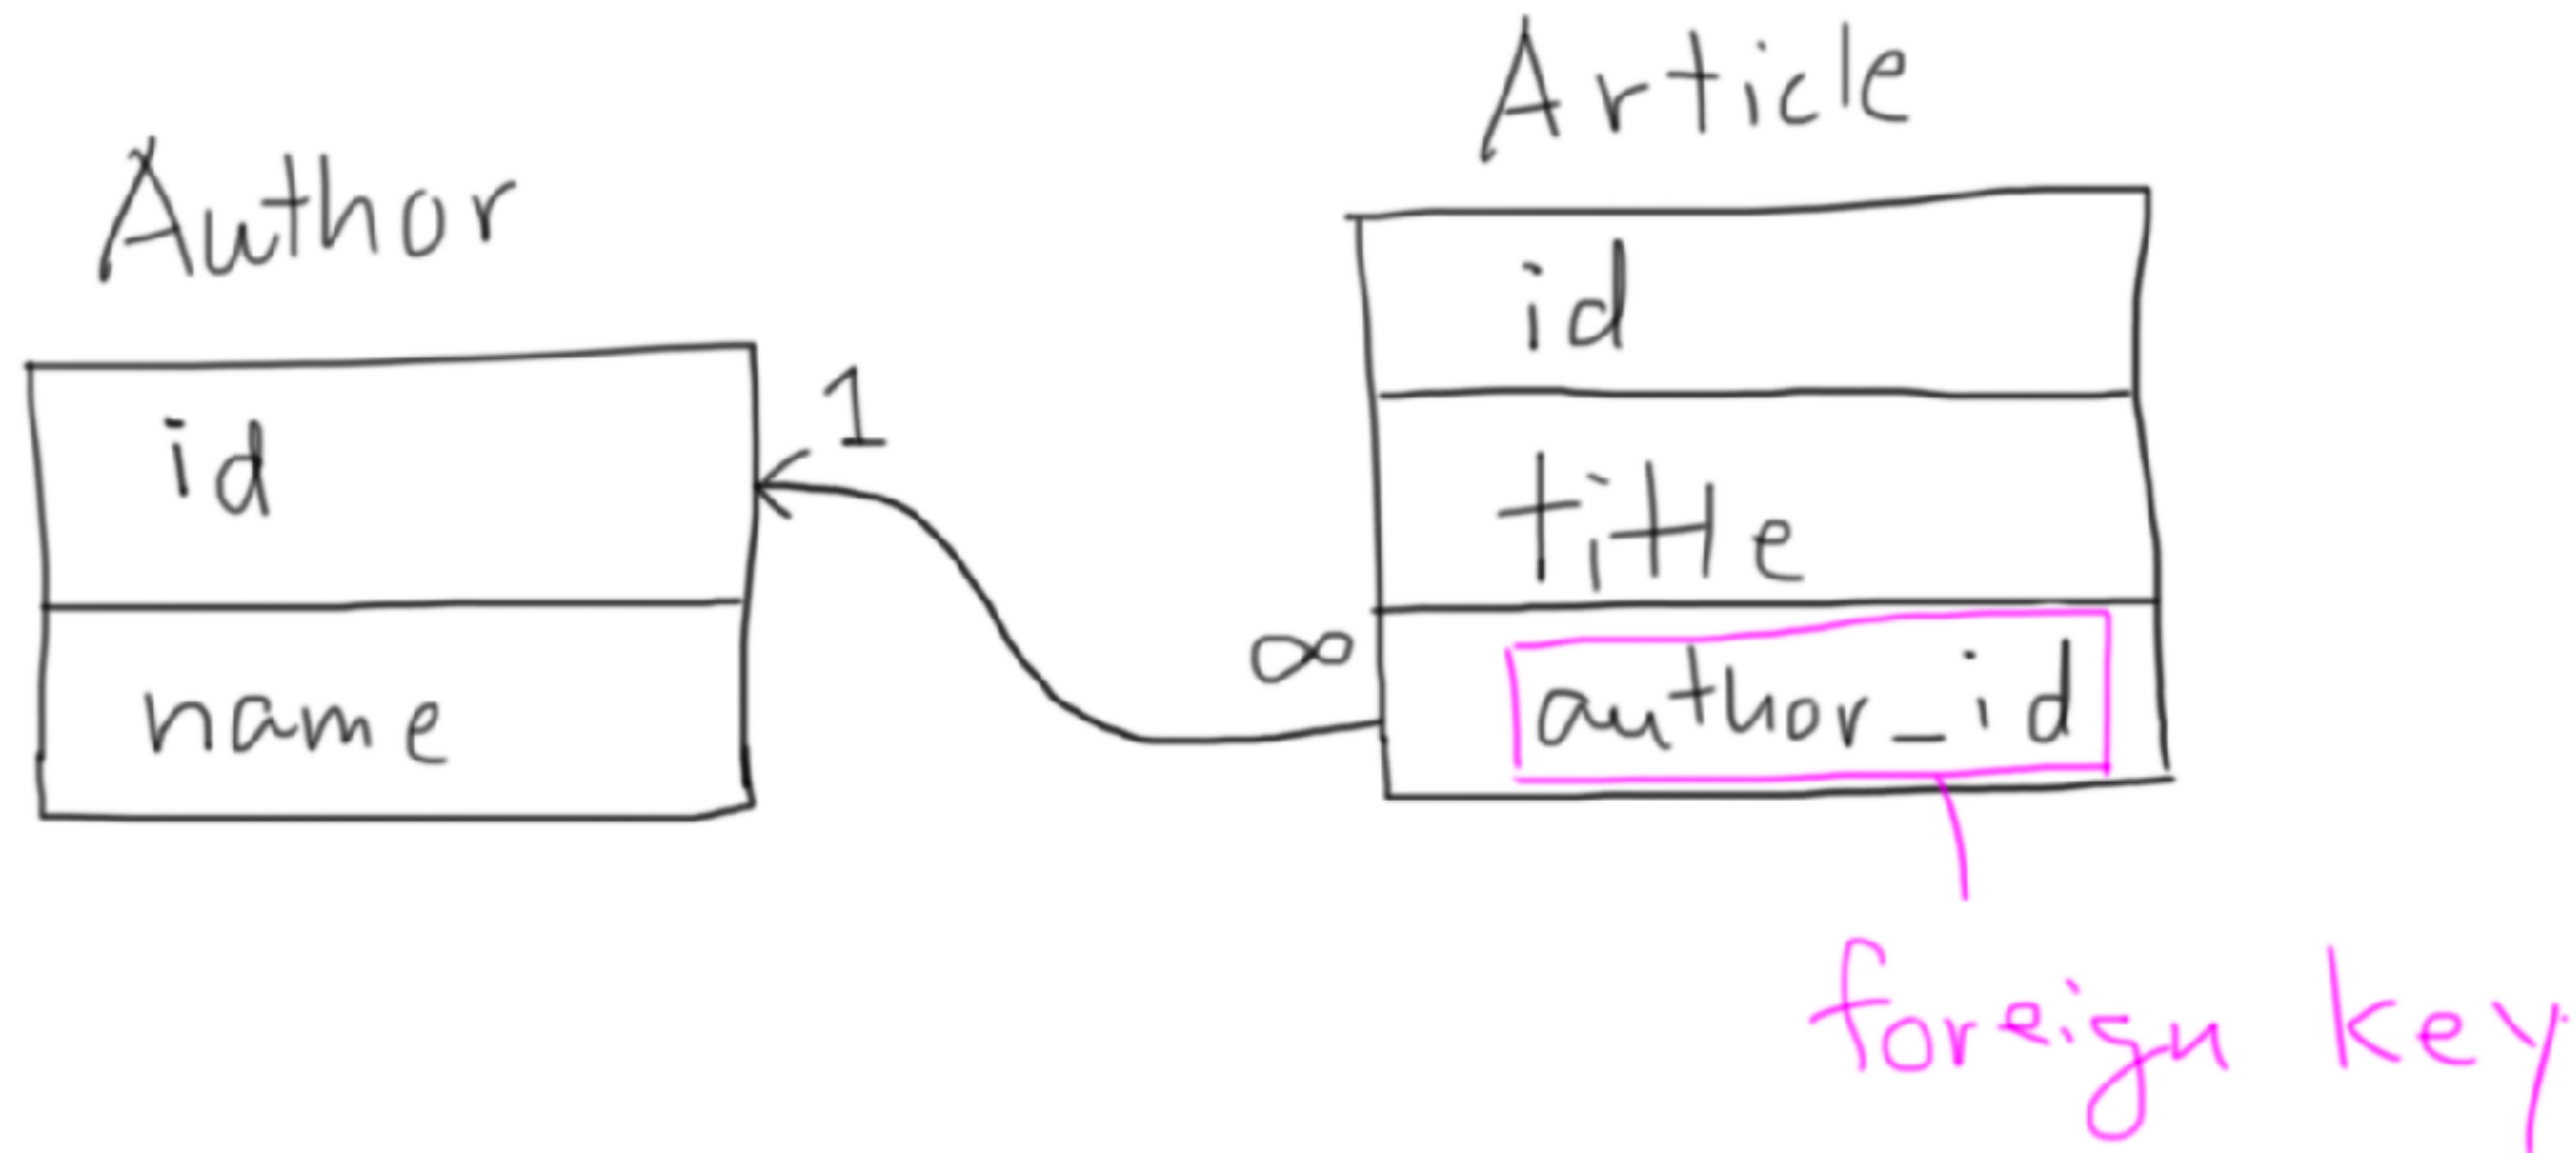 Author
id
name
1
∞
Article
id
title
author_id
foreign key